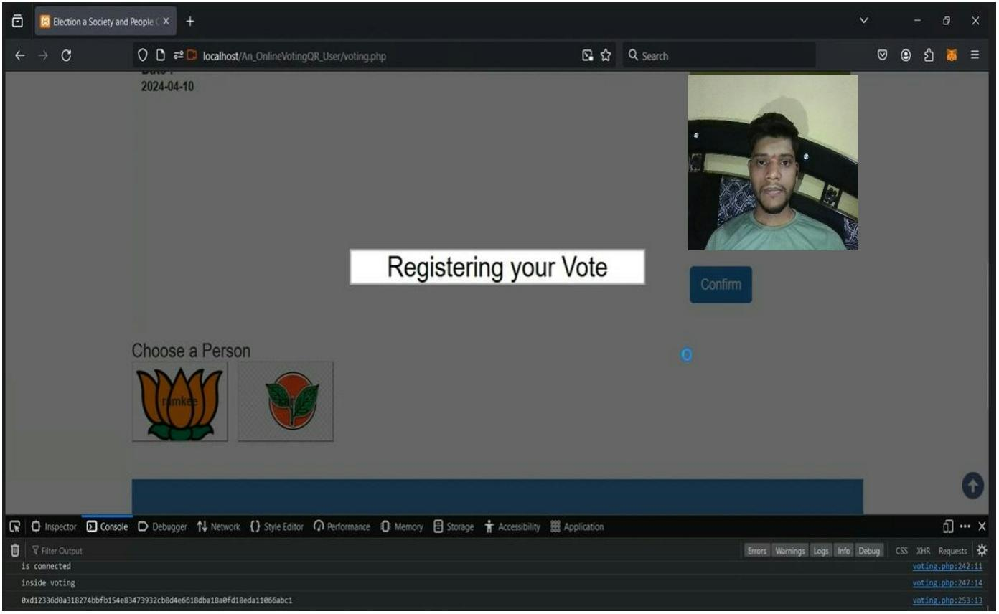 Election a Society and People
localhost/An_OnlineVotingQR_User/voting.php
Search
Date :
2024-04-10
Registering your Vote
Confirm
Choose a Person
ramkee
Inspector Console Debugger Network Style Editor Performance Memory Storage Accessibility Application
Filter Output
Errors Warnings Logs Info Debug CSS XHR Requests
is connected voting.php:242:11
inside voting voting.php:247:14
0xd12336d0a318274bbfb154e83473932cb8d4e6618dba18a0fd18eda11066abc1 voting.php:253:13